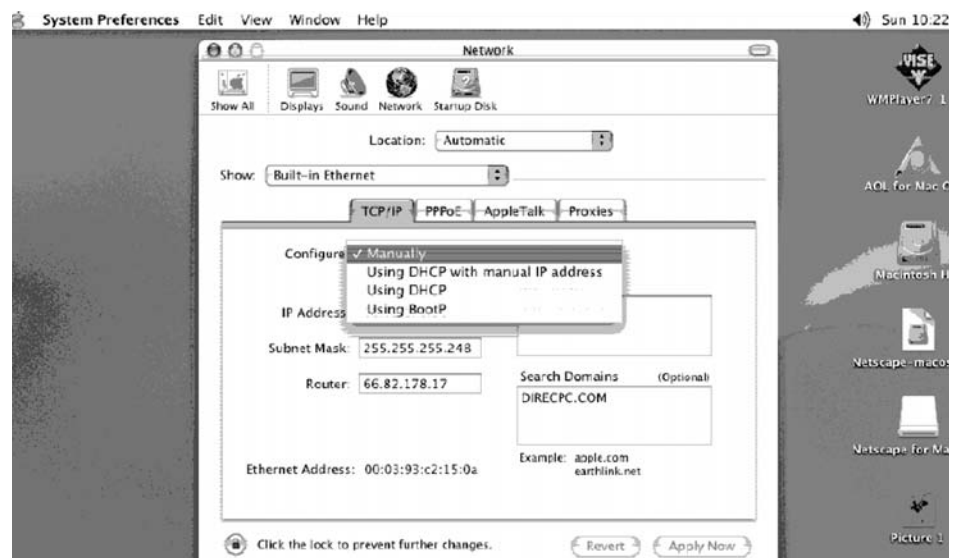 System Preferences Edit View Window Help Sun 10:22
Network
Show All Displays Sound Network Startup Disk
Location: Automatic
Show: Built-in Ethernet
TCP/IP PPPoE AppleTalk Proxies
Configure ✓ Manually
Using DHCP with manual IP address
Using DHCP
Using BootP
IP Address
Subnet Mask: 255.255.255.248
Router: 66.82.178.17
Search Domains (Optional)
DIRECPC.COM
Ethernet Address: 00:03:93:c2:15:0a
Example: apple.com
earthlink.net
Click the lock to prevent further changes.
Revert Apply Now
VISE
WMPlayer7_1
AOL for Mac O
Macintosh H
Netscape-macos
Netscape for Ma
Picture 1